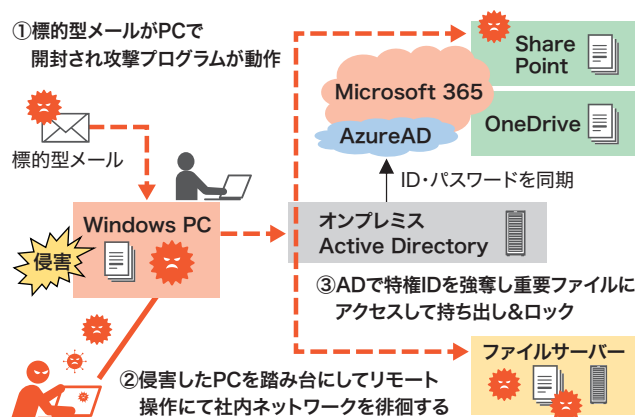 ①標的型メールがPCで
開封され攻撃プログラムが動作
標的型メール
Windows PC
侵害
Microsoft 365
AzureAD
Share
Point
OneDrive
ID・パスワードを同期
オンプレミス
Active Directory
③ADで特権IDを強奪し重要ファイルに
アクセスして持ち出し&ロック
ファイルサーバー
②侵害したPCを踏み台にしてリモート
操作にて社内ネットワークを徘徊する